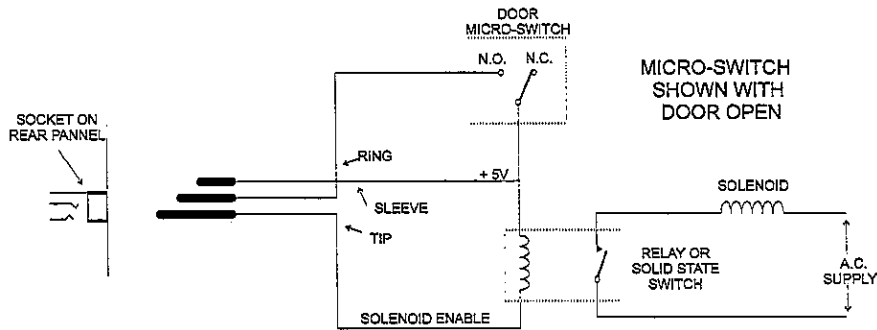 DOOR
MICRO-SWITCH
N.O.
N.C.
MICRO-SWITCH
SHOWN WITH
DOOR OPEN
SOCKET ON
REAR PANNEL
RING
+ 5V
SLEEVE
TIP
SOLENOID
RELAY OR
SOLID STATE
SWITCH
A.C.
SUPPLY
SOLENOID ENABLE